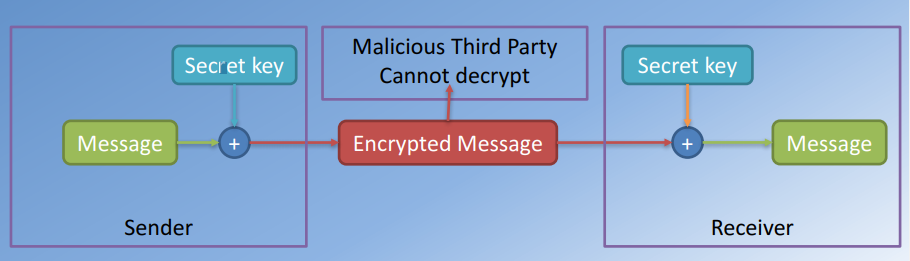 Malicious Third Party
Cannot decrypt
Secret key
Secret key
Message
+
Encrypted Message
+
Message
Sender
Receiver